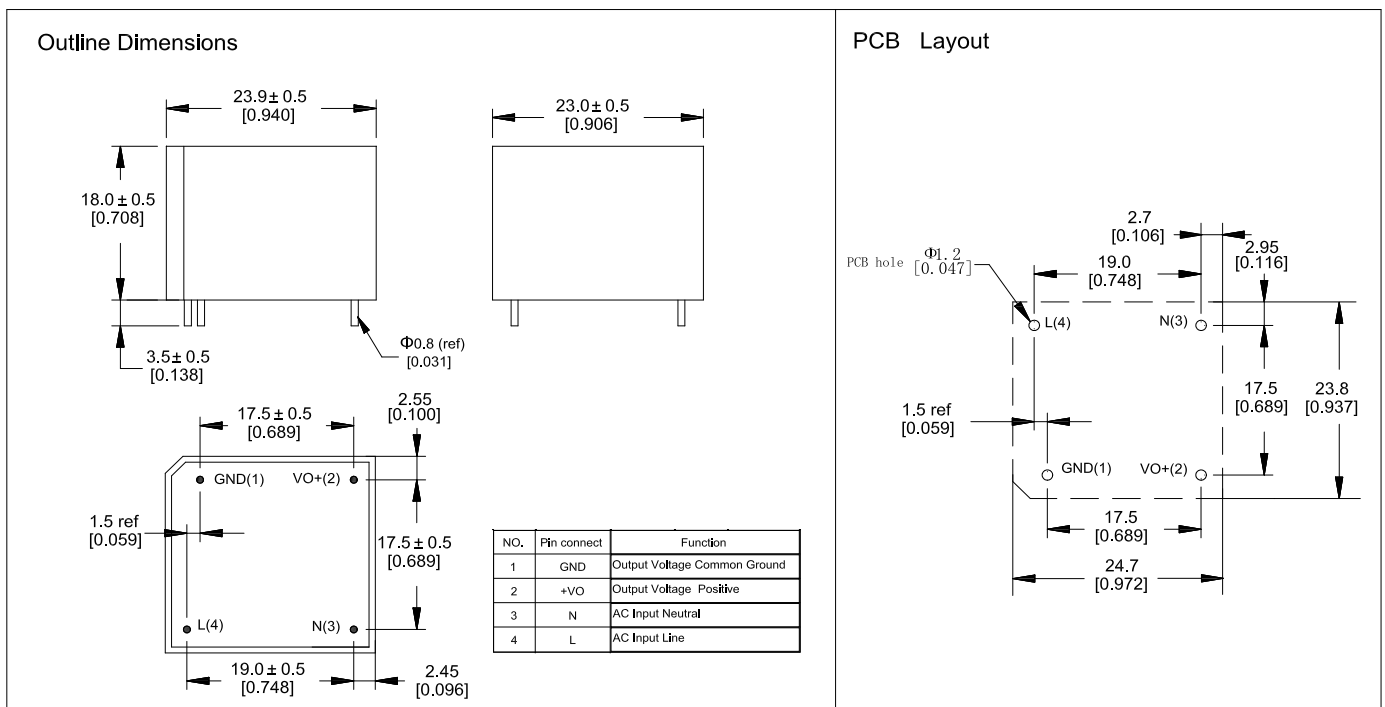 Outline Dimensions
23.9± 0.5
[0.940]
23.0± 0.5
[0.906]
18.0± 0.5
[0.708]
3.5± 0.5
[0.138]
Φ0.8 (ref)
[0.031]
17.5± 0.5
[0.689]
2.55
[0.100]
GND(1)
VO+(2)
1.5 ref
[0.059]
17.5± 0.5
[0.689]
L(4)
N(3)
19.0± 0.5
[0.748]
2.45
[0.096]
NO. Pin connect Function
1 GND Output Voltage Common Ground
2 +VO Output Voltage Positive
3 N AC Input Neutral
4 L AC Input Line
PCB Layout
2.7
[0.106]
2.95
[0.116]
PCB hole Φ1.2
[0.047]
19.0
[0.748]
L(4)
N(3)
17.5
[0.689]
23.8
[0.937]
1.5 ref
[0.059]
GND(1)
VO+(2)
17.5
[0.689]
24.7
[0.972]